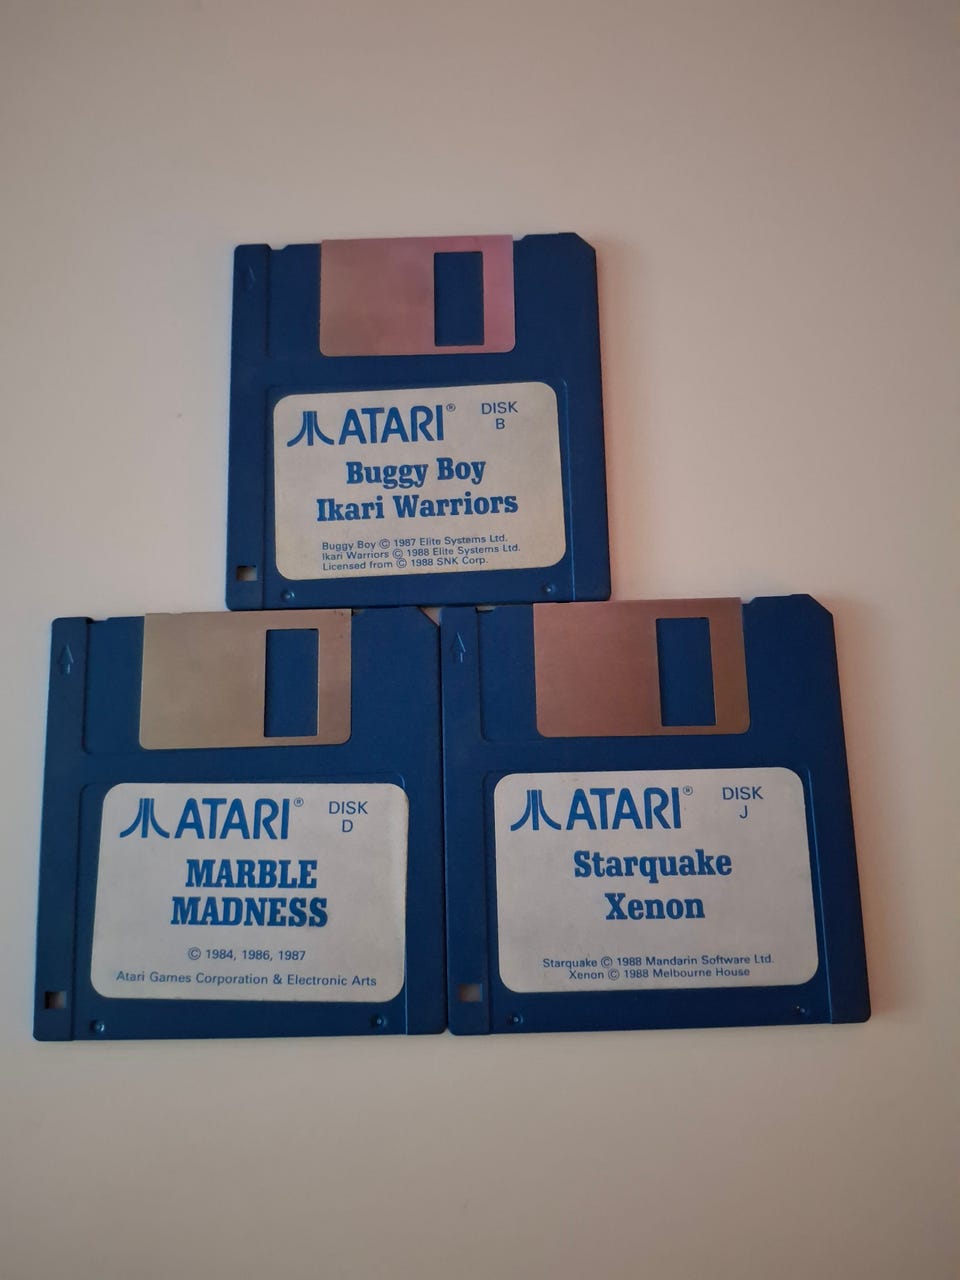 ATARI® DISK
B
Buggy Boy
Ikari Warriors
Buggy Boy © 1987 Elite Systems Ltd.
Ikari Warriors © 1988 Elite Systems Ltd.
Licensed from © 1988 SNK Corp.
ATARI® DISK
D
MARBLE
MADNESS
© 1984, 1986, 1987
Atari Games Corporation & Electronic Arts
ATARI® DISK
J
Starquake
Xenon
Starquake © 1988 Mandarin Software Ltd.
Xenon © 1988 Melbourne House